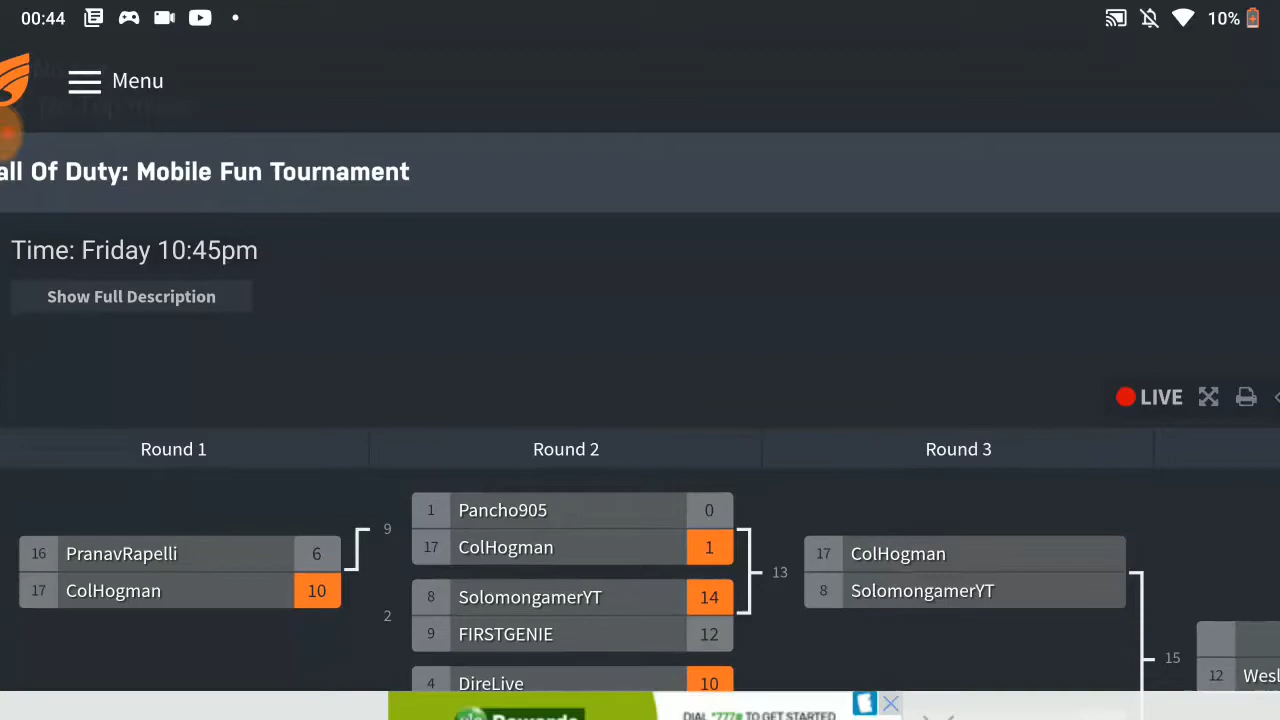 00:44
10%
Menu
all Of Duty: Mobile Fun Tournament
Time: Friday 10:45pm
Show Full Description
LIVE
Round 1
Round 2
Round 3
1 Pancho905 0
9
17 ColHogman 1
16 PranavRapelli 6
17 ColHogman 10
13
17 ColHogman
8 SolomongamerYT
8 SolomongamerYT 14
2
9 FIRSTGENIE 12
15
12 Wesl
4 DireLive 10
Rewards
DIAL *777# TO GET STARTED